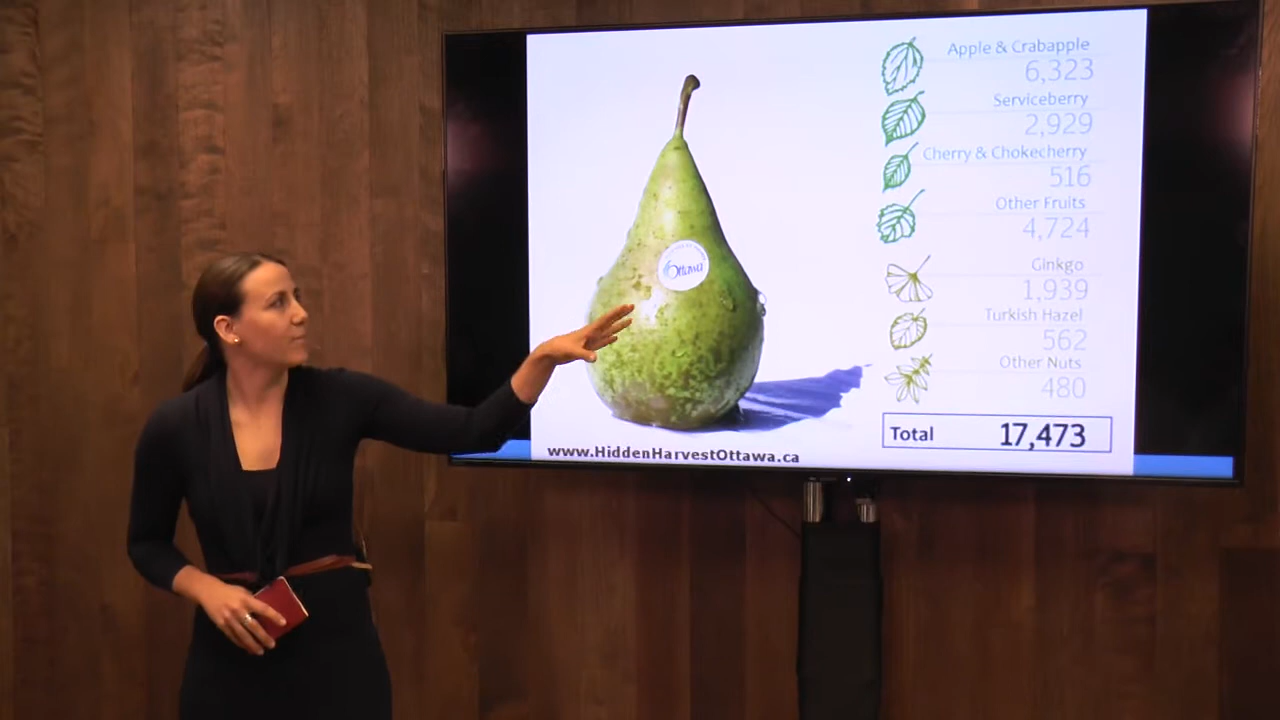 Apple & Crabapple
6,323
Serviceberry
2,929
Cherry & Chokecherry
516
Other Fruits
4,724
Ginkgo
1,939
Turkish Hazel
562
Other Nuts
480
Total 17,473
Ottawa
www.HiddenHarvestOttawa.ca